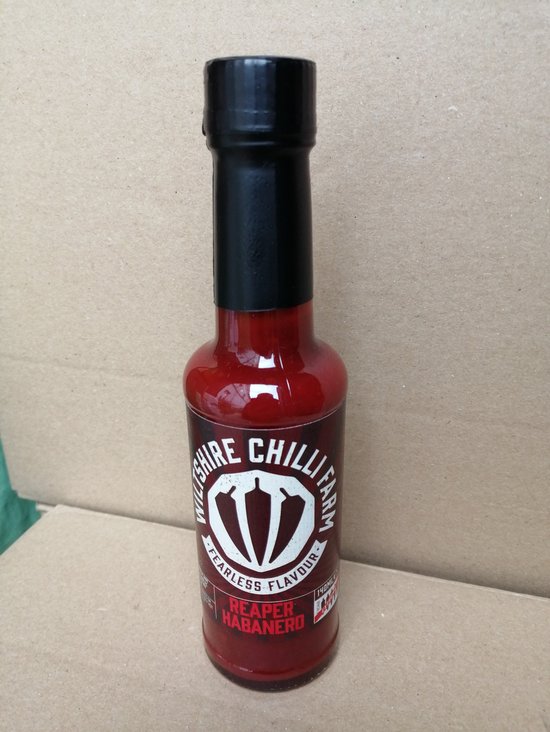 WILTSHIRE CHILLI FARM
· FEARLESS FLAVOUR ·
REAPER
HABANERO